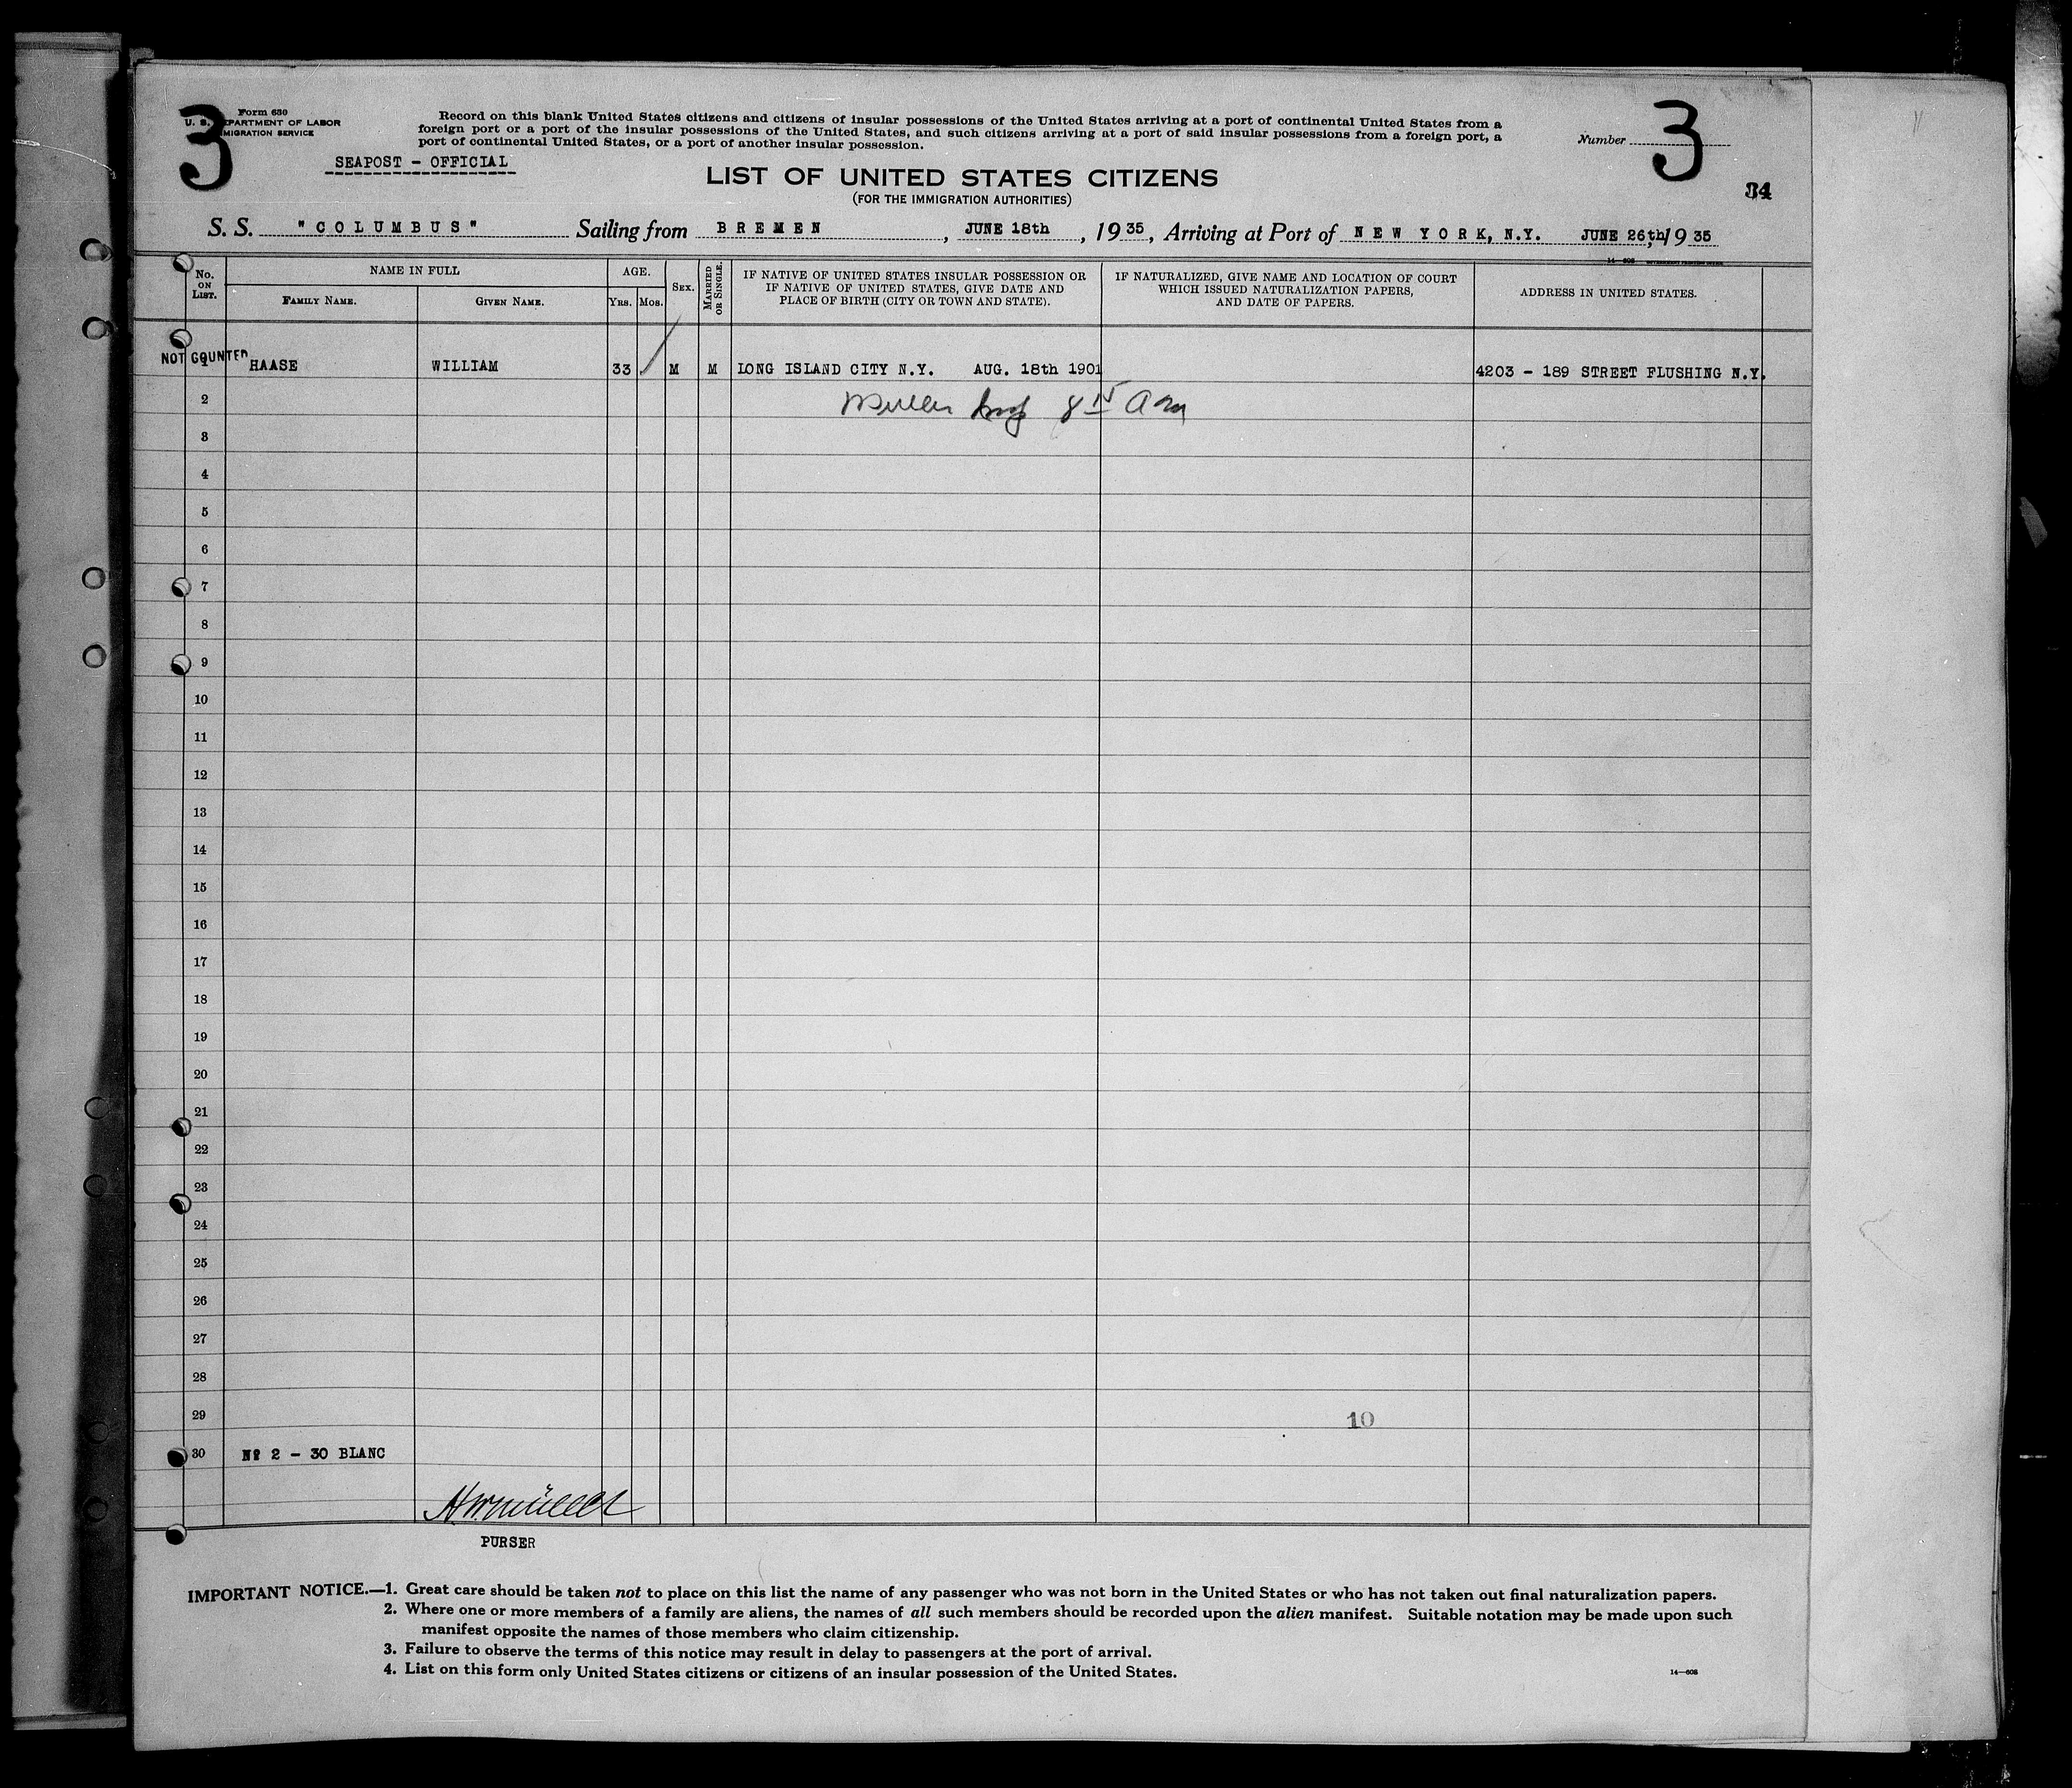 3
Form 630
U. S. DEPARTMENT OF LABOR
IMMIGRATION SERVICE
Record on this blank United States citizens and citizens of insular possessions of the United States arriving at a port of continental United States from a
foreign port or a port of the insular possessions of the United States, and such citizens arriving at a port of said insular possessions from a foreign port, a
port of continental United States, or a port of another insular possession.
Number 3
SEAPOST - OFFICIAL
LIST OF UNITED STATES CITIZENS
(FOR THE IMMIGRATION AUTHORITIES)
34
S. S. "COLUMBUS" Sailing from BREMEN, JUNE 18th, 1935, Arriving at Port of NEW YORK, N.Y. JUNE 26th, 1935
No. ON LIST.
NAME IN FULL
FAMILY NAME.
GIVEN NAME.
AGE.
YRS. MOS.
SEX.
MARRIED OR SINGLE.
IF NATIVE OF UNITED STATES INSULAR POSSESSION OR
IF NATIVE OF UNITED STATES, GIVE DATE AND
PLACE OF BIRTH (CITY OR TOWN AND STATE).
IF NATURALIZED, GIVE NAME AND LOCATION OF COURT
WHICH ISSUED NATURALIZATION PAPERS,
AND DATE OF PAPERS.
ADDRESS IN UNITED STATES.
NOT COUNTED
1 HAASE WILLIAM 33 M M LONG ISLAND CITY N.Y. AUG. 18th 1901 4203 - 189 STREET FLUSHING N.Y.
2
3
4
5
6
7
8
9
10
11
12
13
14
15
16
17
18
19
20
21
22
23
24
25
26
27
28
29
10
30 Nº 2 - 30 BLANC
PURSER
IMPORTANT NOTICE.—1. Great care should be taken not to place on this list the name of any passenger who was not born in the United States or who has not taken out final naturalization papers.
2. Where one or more members of a family are aliens, the names of all such members should be recorded upon the alien manifest. Suitable notation may be made upon such
manifest opposite the names of those members who claim citizenship.
3. Failure to observe the terms of this notice may result in delay to passengers at the port of arrival.
4. List on this form only United States citizens or citizens of an insular possession of the United States.
14—608